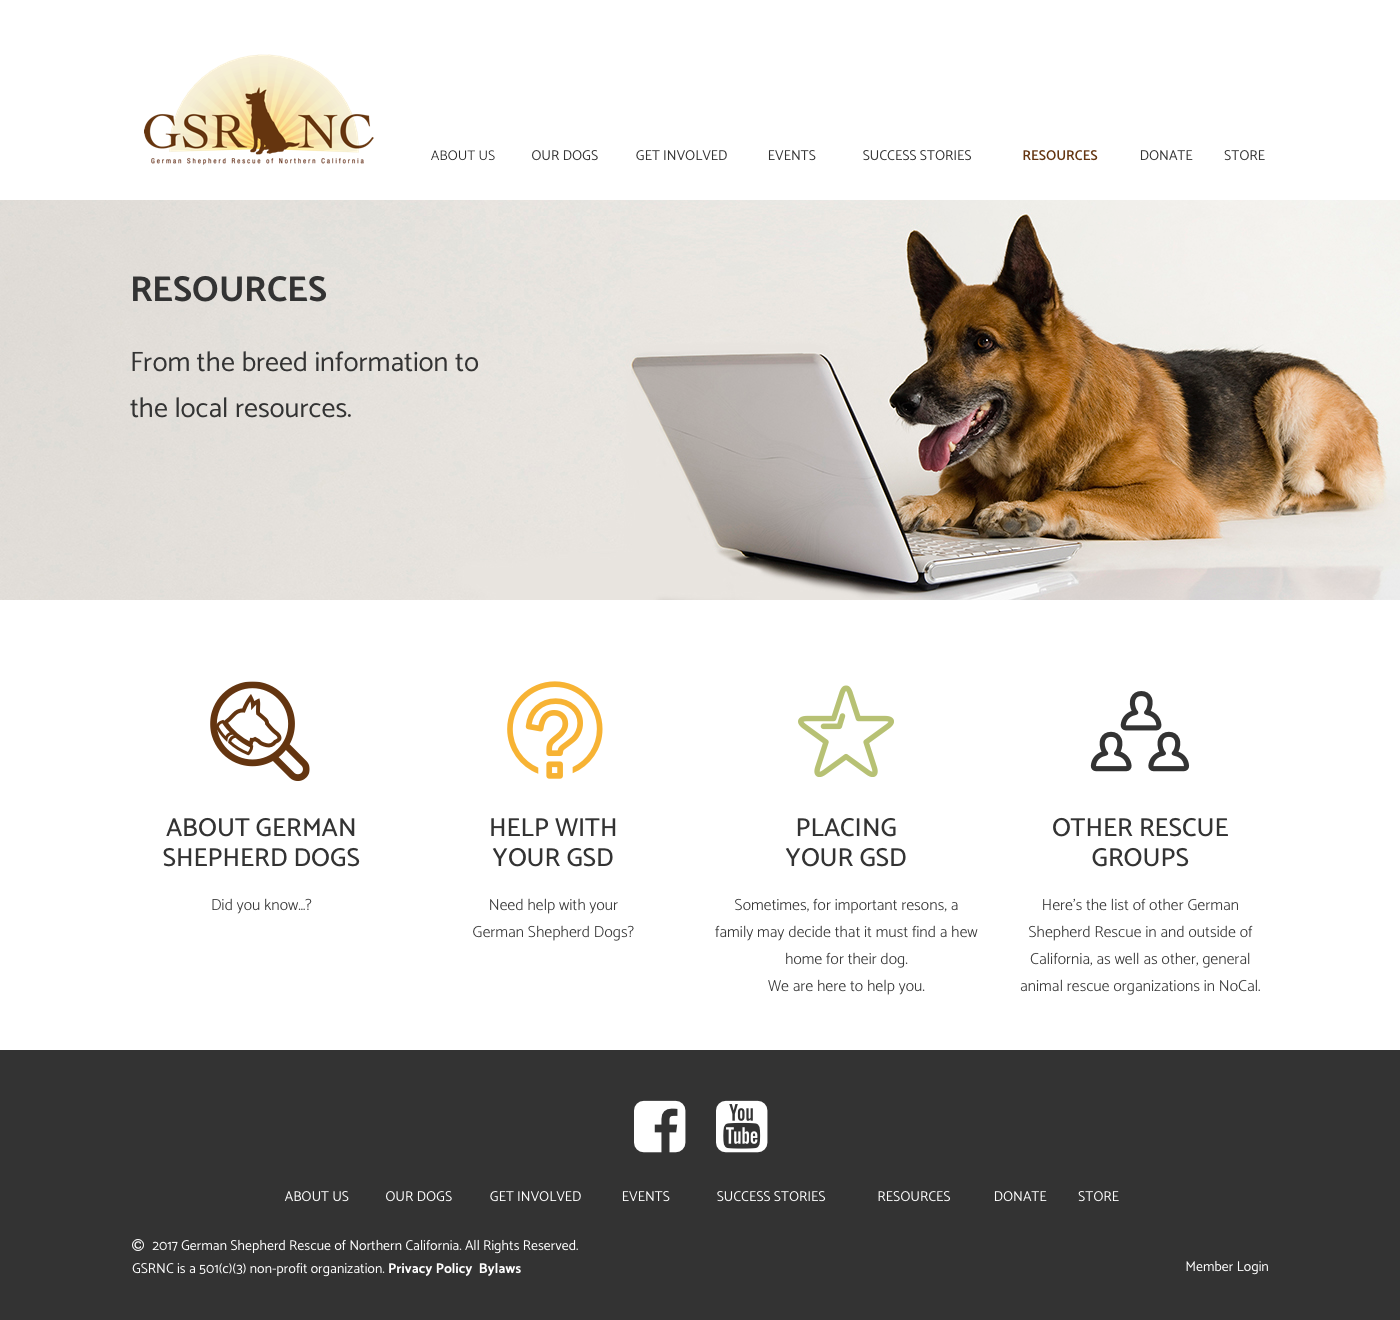 GSRNC
German Shepherd Rescue of Northern California
ABOUT US OUR DOGS GET INVOLVED EVENTS SUCCESS STORIES RESOURCES DONATE STORE
RESOURCES
From the breed information to
the local resources.
ABOUT GERMAN
SHEPHERD DOGS
Did you know...?
HELP WITH
YOUR GSD
Need help with your
German Shepherd Dogs?
PLACING
YOUR GSD
Sometimes, for important resons, a
family may decide that it must find a hew
home for their dog.
We are here to help you.
OTHER RESCUE
GROUPS
Here's the list of other German
Shepherd Rescue in and outside of
California, as well as other, general
animal rescue organizations in NoCal.
You
Tube
ABOUT US OUR DOGS GET INVOLVED EVENTS SUCCESS STORIES RESOURCES DONATE STORE
© 2017 German Shepherd Rescue of Northern California. All Rights Reserved.
GSRNC is a 501(c)(3) non-profit organization. Privacy Policy Bylaws
Member Login